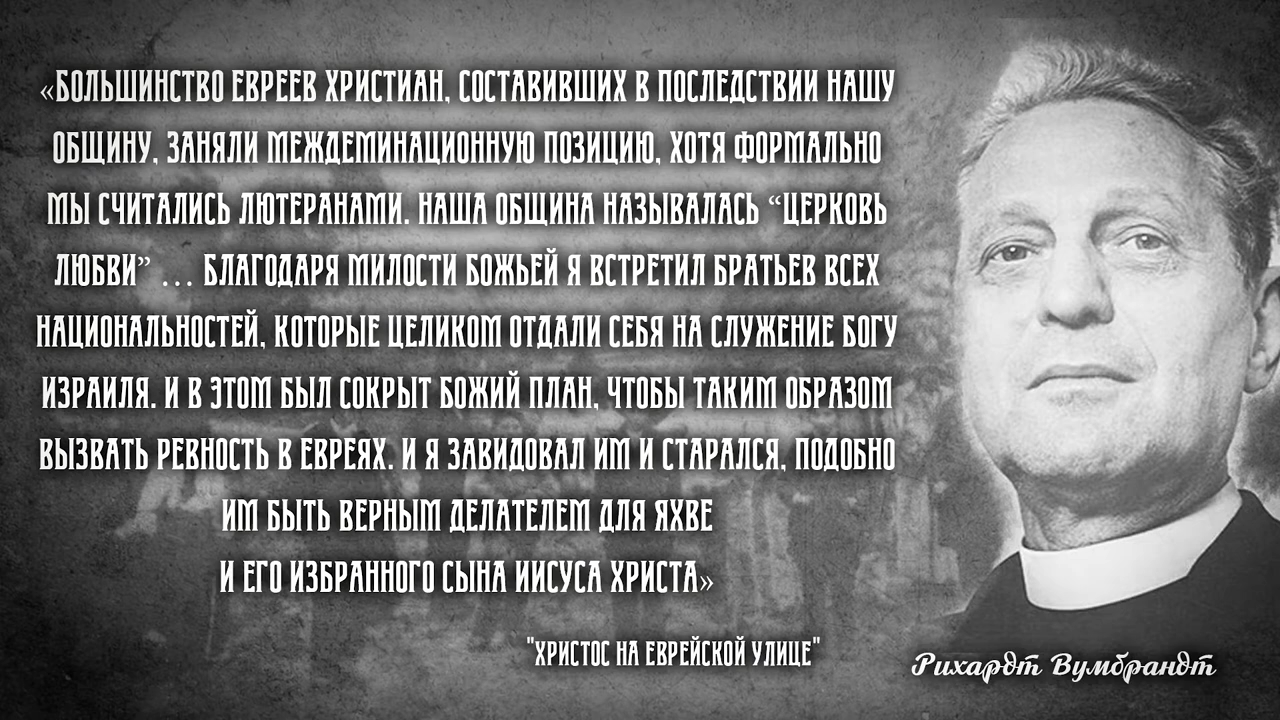 «БОЛЬШИНСТВО ЕВРЕЕВ ХРИСТИАН, СОСТАВИВШИХ В ПОСЛЕДСТВИИ НАШУ
ОБЩИНУ, ЗАНЯЛИ МЕЖДЕМИНАЦИОННУЮ ПОЗИЦИЮ, ХОТЯ ФОРМАЛЬНО
МЫ СЧИТАЛИСЬ ЛЮТЕРАНАМИ. НАША ОБЩИНА НАЗЫВАЛАСЬ “ЦЕРКОВЬ
ЛЮБВИ” ... БЛАГОДАРЯ МИЛОСТИ БОЖЬЕЙ Я ВСТРЕТИЛ БРАТЬЕВ ВСЕХ
НАЦИОНАЛЬНОСТЕЙ, КОТОРЫЕ ЦЕЛИКОМ ОТДАЛИ СЕБЯ НА СЛУЖЕНИЕ БОГУ
ИЗРАИЛЯ. И В ЭТОМ БЫЛ СОКРЫТ БОЖИЙ ПЛАН, ЧТОБЫ ТАКИМ ОБРАЗОМ
ВЫЗВАТЬ РЕВНОСТЬ В ЕВРЕЯХ. И Я ЗАВИДОВАЛ ИМ И СТАРАЛСЯ, ПОДОБНО
ИМ БЫТЬ ВЕРНЫМ ДЕЛАТЕЛЕМ ДЛЯ ЯХВЕ
И ЕГО ИЗБРАННОГО СЫНА ИИСУСА ХРИСТА»
"ХРИСТОС НА ЕВРЕЙСКОЙ УЛИЦЕ"
Рихардт Вумбрандт